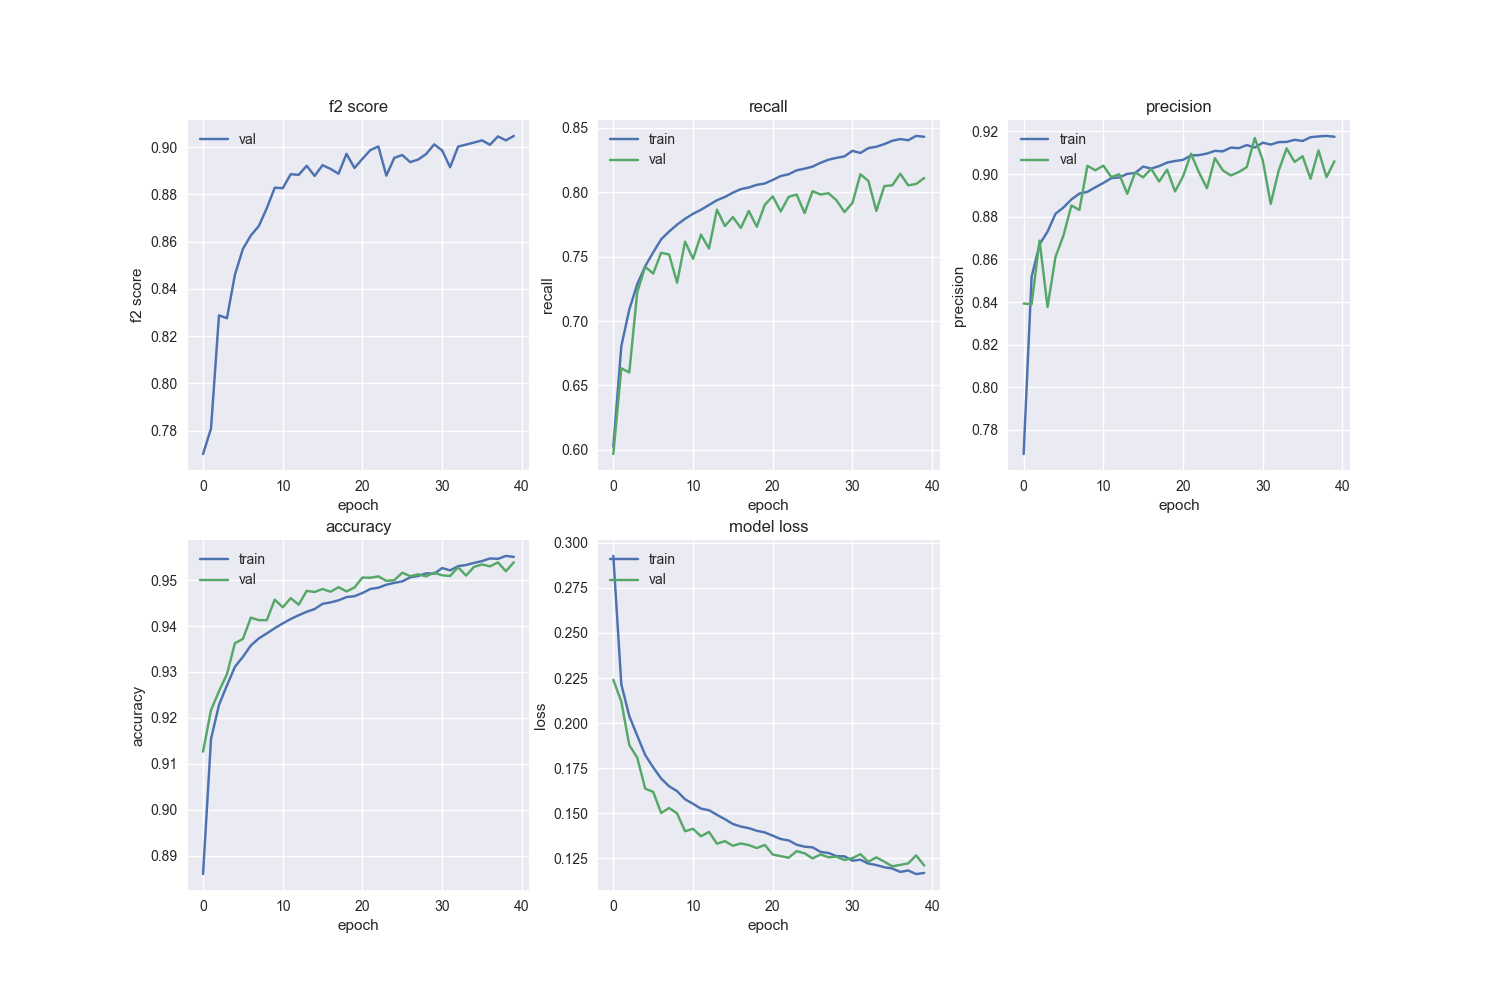 f2 score
val
0.90
0.88
0.86
0.84
0.82
0.80
0.78
f2 score
0 10 20 30 40
epoch
recall
train
val
0.85
0.80
0.75
0.70
0.65
0.60
recall
0 10 20 30 40
epoch
precision
train
val
0.92
0.90
0.88
0.86
0.84
0.82
0.80
0.78
precision
0 10 20 30 40
epoch
accuracy
train
val
0.95
0.94
0.93
0.92
0.91
0.90
0.89
accuracy
0 10 20 30 40
epoch
model loss
train
val
0.300
0.275
0.250
0.225
0.200
0.175
0.150
0.125
loss
0 10 20 30 40
epoch